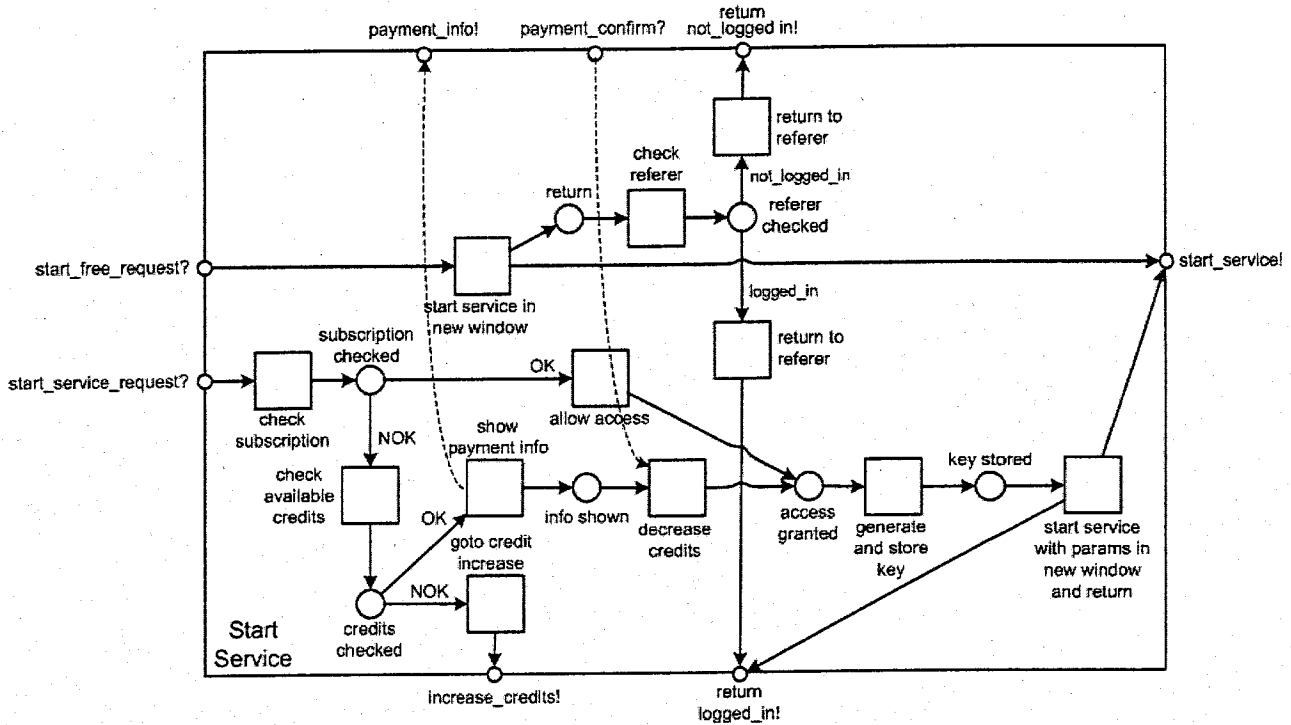 return
payment_info!
payment_confirm?
not_logged in!
return to
referer
check
referer
not_logged_in
return
referer
checked
start_free_request?
start_service!
logged_in
start service in
new window
subscription
checked
return to
referer
OK
start_service_request?
check
subscription
allow access
NOK
show
payment info
check
available
credits
key stored
OK
info shown
access
granted
goto credit
increase
decrease
credits
generate
and store
key
start service
with params in
new window
and return
NOK
credits
checked
Start
Service
increase_credits!
return
logged_in!